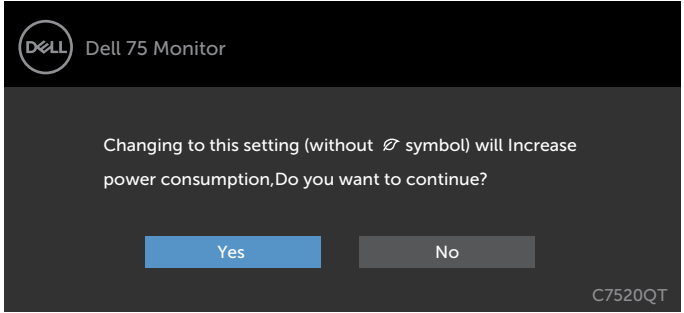 DELL
Dell 75 Monitor
Changing to this setting (without symbol) will Increase
power consumption,Do you want to continue?
Yes
No
C7520QT